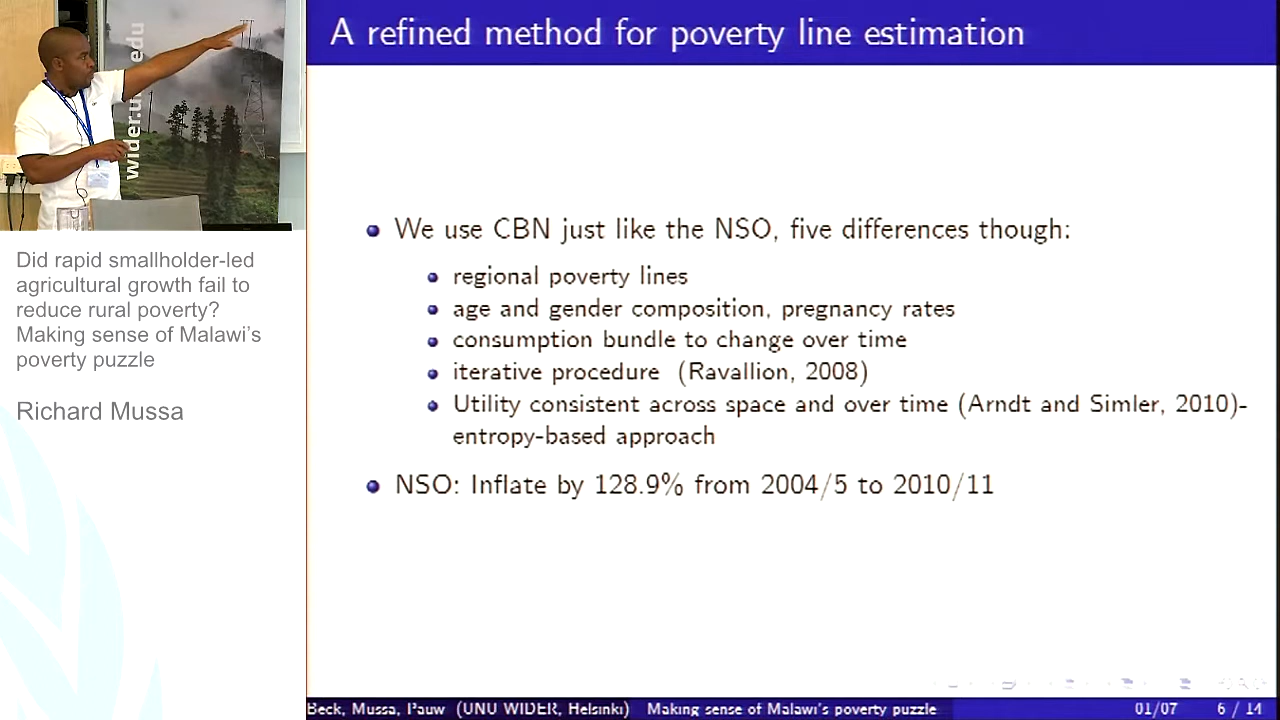 A refined method for poverty line estimation
We use CBN just like the NSO, five differences though:
regional poverty lines
age and gender composition, pregnancy rates
consumption bundle to change over time
iterative procedure (Ravallion, 2008)
Utility consistent across space and over time (Arndt and Simler, 2010)-
entropy-based approach
NSO: Inflate by 128.9% from 2004/5 to 2010/11
Did rapid smallholder-led
agricultural growth fail to
reduce rural poverty?
Making sense of Malawi's
poverty puzzle
Richard Mussa
Beck, Mussa, Pauw (UNU WIDER, Helsinki) Making sense of Malawi's poverty puzzle 01/07 6 / 14